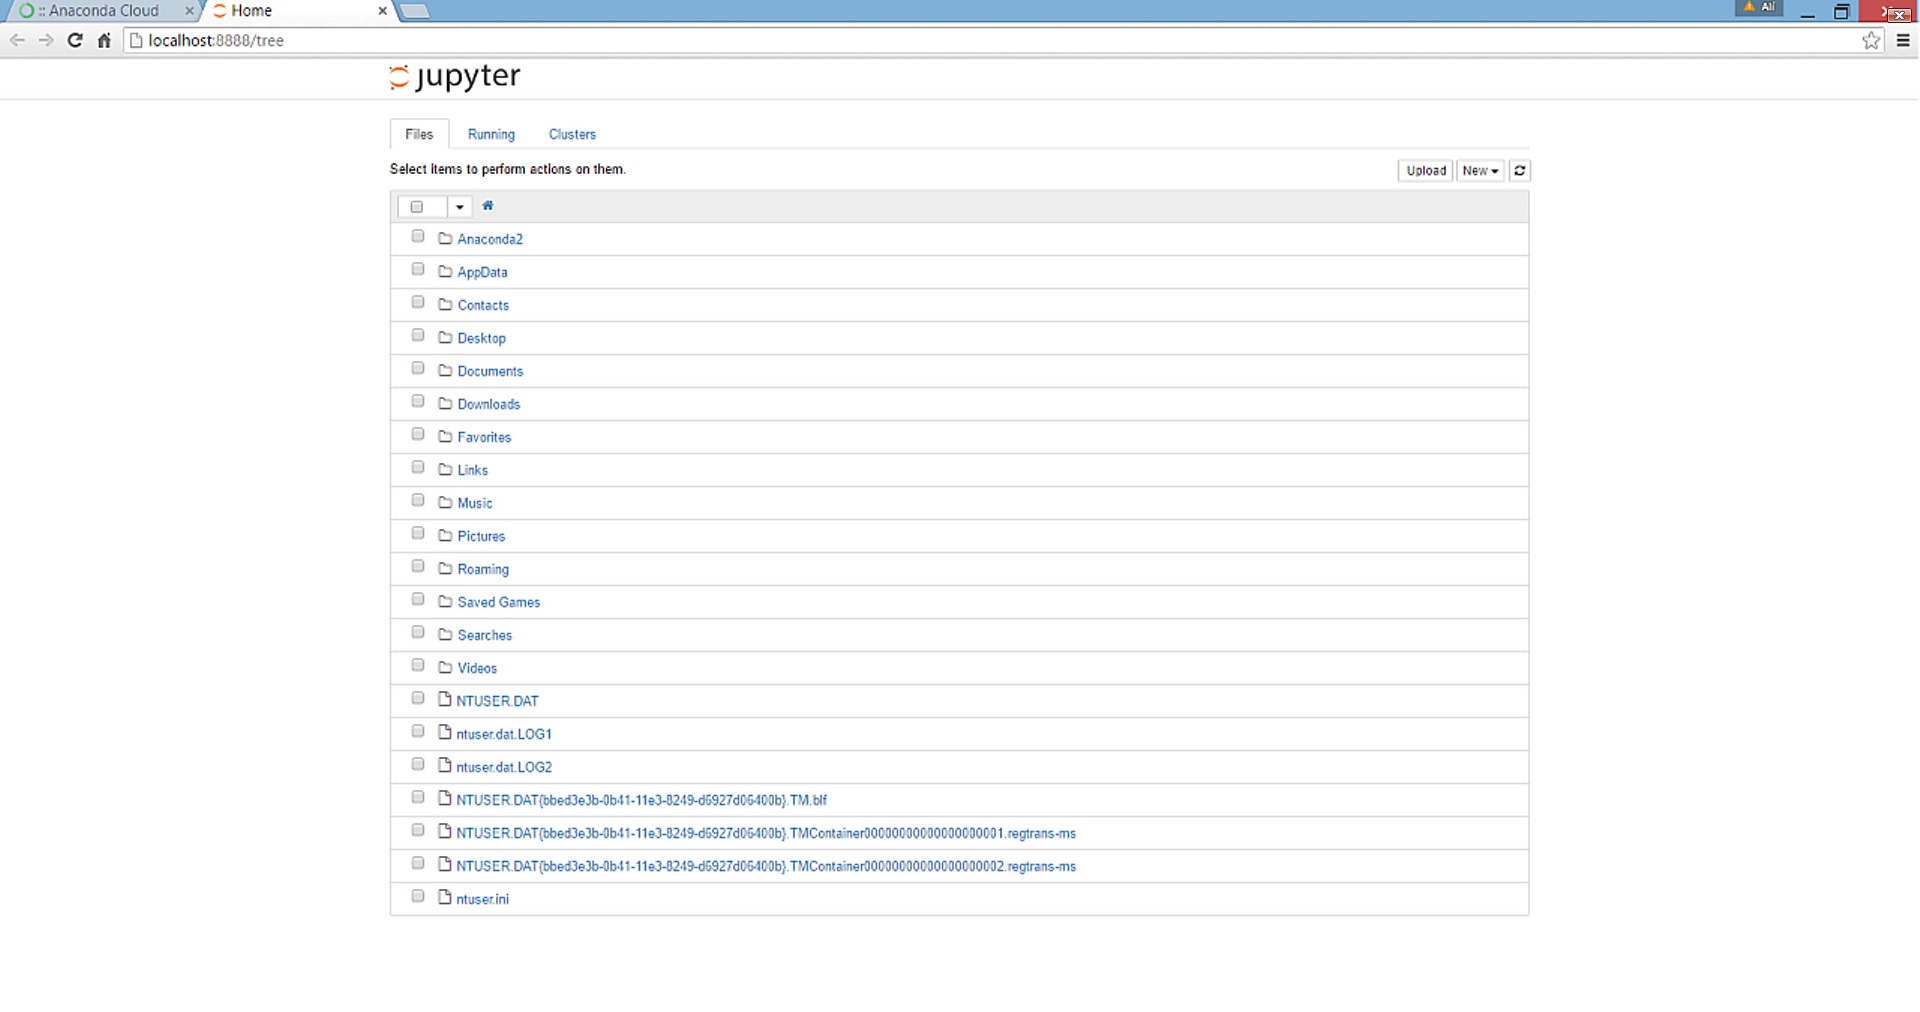 :: Anaconda Cloud
Home
Ali
localhost:8888/tree
jupyter
Files Running Clusters
Select items to perform actions on them.
Upload New
Anaconda2
AppData
Contacts
Desktop
Documents
Downloads
Favorites
Links
Music
Pictures
Roaming
Saved Games
Searches
Videos
NTUSER.DAT
ntuser.dat.LOG1
ntuser.dat.LOG2
NTUSER.DAT{bbed3e3b-0b41-11e3-8249-d6927d06400b}.TM.blf
NTUSER.DAT{bbed3e3b-0b41-11e3-8249-d6927d06400b}.TMContainer00000000000000000001.regtrans-ms
NTUSER.DAT{bbed3e3b-0b41-11e3-8249-d6927d06400b}.TMContainer00000000000000000002.regtrans-ms
ntuser.ini